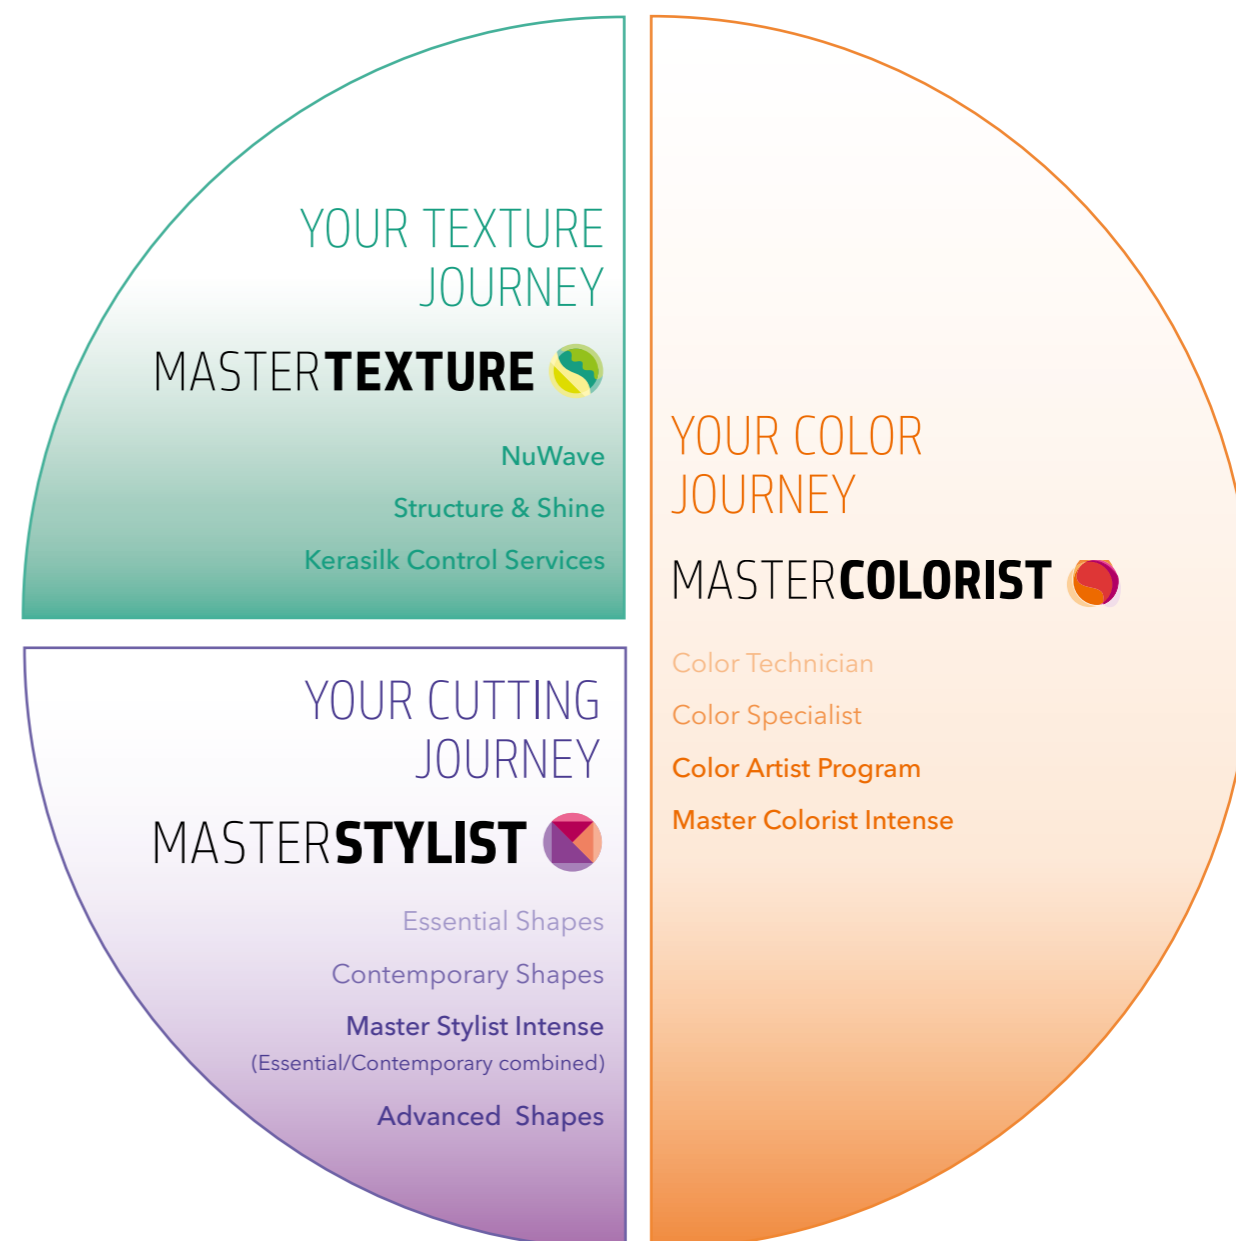 YOUR TEXTURE
JOURNEY
MASTERTEXTURE
NuWave
Structure & Shine
Kerasilk Control Services
YOUR CUTTING
JOURNEY
MASTERSTYLIST
Essential Shapes
Contemporary Shapes
Master Stylist Intense
(Essential/Contemporary combined)
Advanced Shapes
YOUR COLOR
JOURNEY
MASTERCOLORIST
Color Technician
Color Specialist
Color Artist Program
Master Colorist Intense